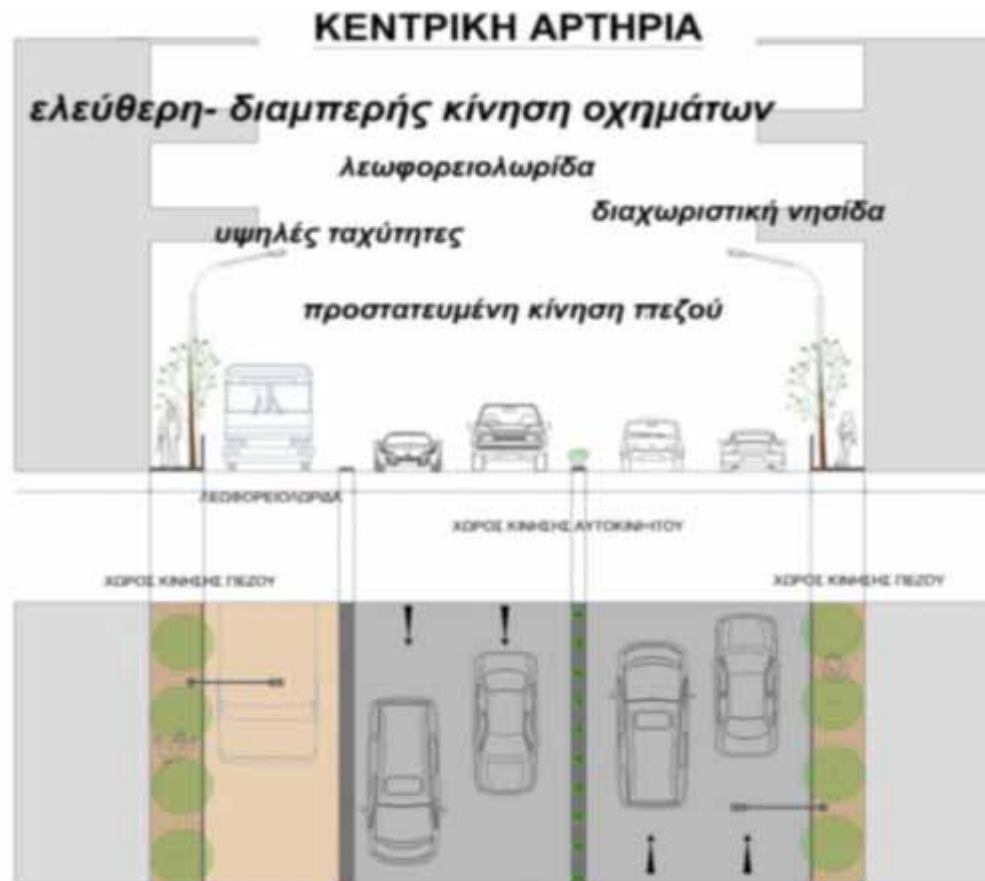 ΚΕΝΤΡΙΚΗ ΑΡΤΗΡΙΑ
ελεύθερη- διαμπερής κίνηση οχημάτων
λεωφορειολωρίδα
διαχωριστική νησίδα
υψηλές ταχύτητες
προστατευμένη κίνηση πεζού
ΛΕΩΦΟΡΕΙΟΛΩΡΙΔΑ
ΧΩΡΟΣ ΚΙΝΗΣΗΣ ΑΥΤΟΚΙΝΗΤΟΥ
ΧΩΡΟΣ ΚΙΝΗΣΗΣ ΠΕΖΟΥ
ΧΩΡΟΣ ΚΙΝΗΣΗΣ ΠΕΖΟΥ